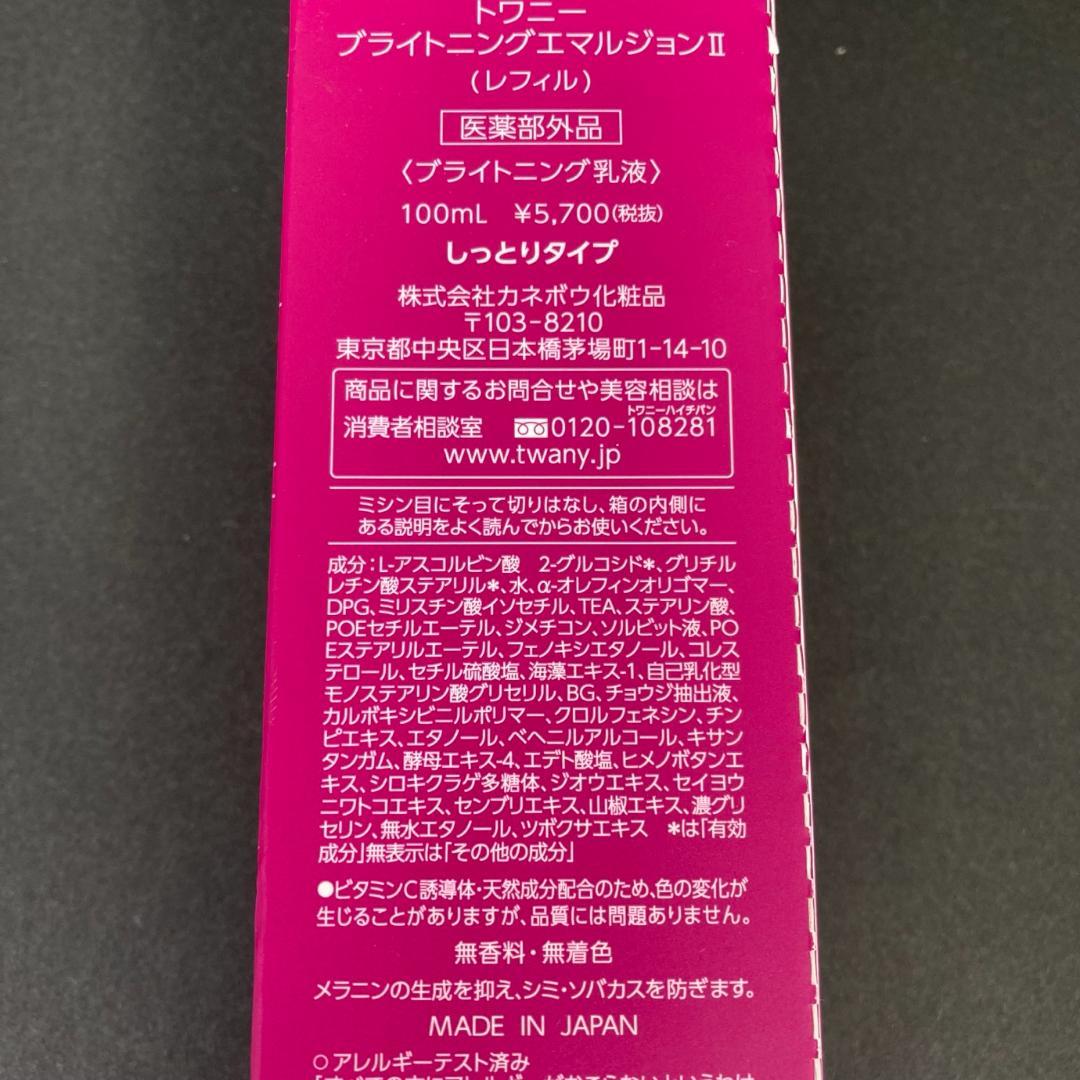 トワニー
ブライトニングエマルジョンⅡ
(レフィル)
医薬部外品
〈ブライトニング乳液〉
100mL ¥5,700(税抜)
しっとりタイプ
株式会社カネボウ化粧品
〒103-8210
東京都中央区日本橋茅場町1-14-10
商品に関するお問合せや美容相談は
トワニーハイチバン
消費者相談室 0120-108281
www.twany.jp
ミシン目にそって切りはなし、箱の内側に
ある説明をよく読んでからお使いください。
成分：L-アスコルビン酸 2-グルコシド*、グリチル
レチン酸ステアリル*、水、α-オレフィンオリゴマー、
DPG、ミリスチン酸イソセチル、TEA、ステアリン酸、
POEセチルエーテル、ジメチコン、ソルビット液、PO
Eステアリルエーテル、フェノキシエタノール、コレス
テロール、セチル硫酸塩、海藻エキス-1、自己乳化型
モノステアリン酸グリセリル、BG、チョウジ抽出液、
カルボキシビニルポリマー、クロルフェネシン、チン
ピエキス、エタノール、ベヘニルアルコール、キサン
タンガム、酵母エキス-4、エデト酸塩、ヒメノボタンエ
キス、シロキクラゲ多糖体、ジオウエキス、セイヨウ
ニワトコエキス、センブリエキス、山椒エキス、濃グリ
セリン、無水エタノール、ツボクサエキス *は「有効
成分」無表示は「その他の成分」
●ビタミンC誘導体・天然成分配合のため、色の変化が
生じることがありますが、品質には問題ありません。
無香料・無着色
メラニンの生成を抑え、シミ・ソバカスを防ぎます。
MADE IN JAPAN
○アレルギーテスト済み